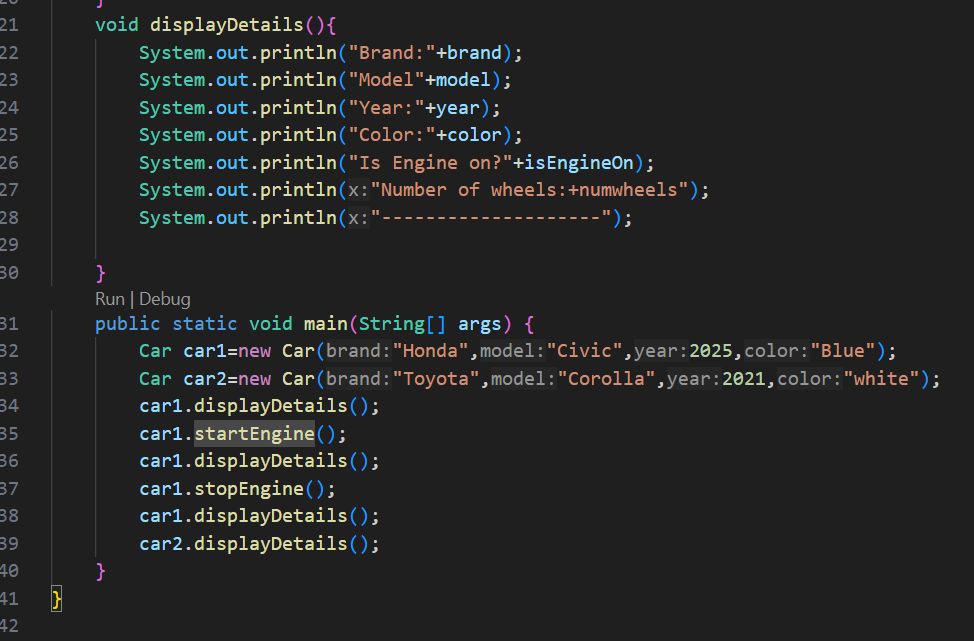 20 }
21 void displayDetails(){
22 System.out.println("Brand:"+brand);
23 System.out.println("Model"+model);
24 System.out.println("Year:"+year);
25 System.out.println("Color:"+color);
26 System.out.println("Is Engine on?"+isEngineOn);
27 System.out.println(x:"Number of wheels:+numwheels");
28 System.out.println(x:"--------------------");
29
30 }
Run | Debug
31 public static void main(String[] args) {
32 Car car1=new Car(brand:"Honda",model:"Civic",year:2025,color:"Blue");
33 Car car2=new Car(brand:"Toyota",model:"Corolla",year:2021,color:"white");
34 car1.displayDetails();
35 car1.startEngine();
36 car1.displayDetails();
37 car1.stopEngine();
38 car1.displayDetails();
39 car2.displayDetails();
40 }
41 }
42